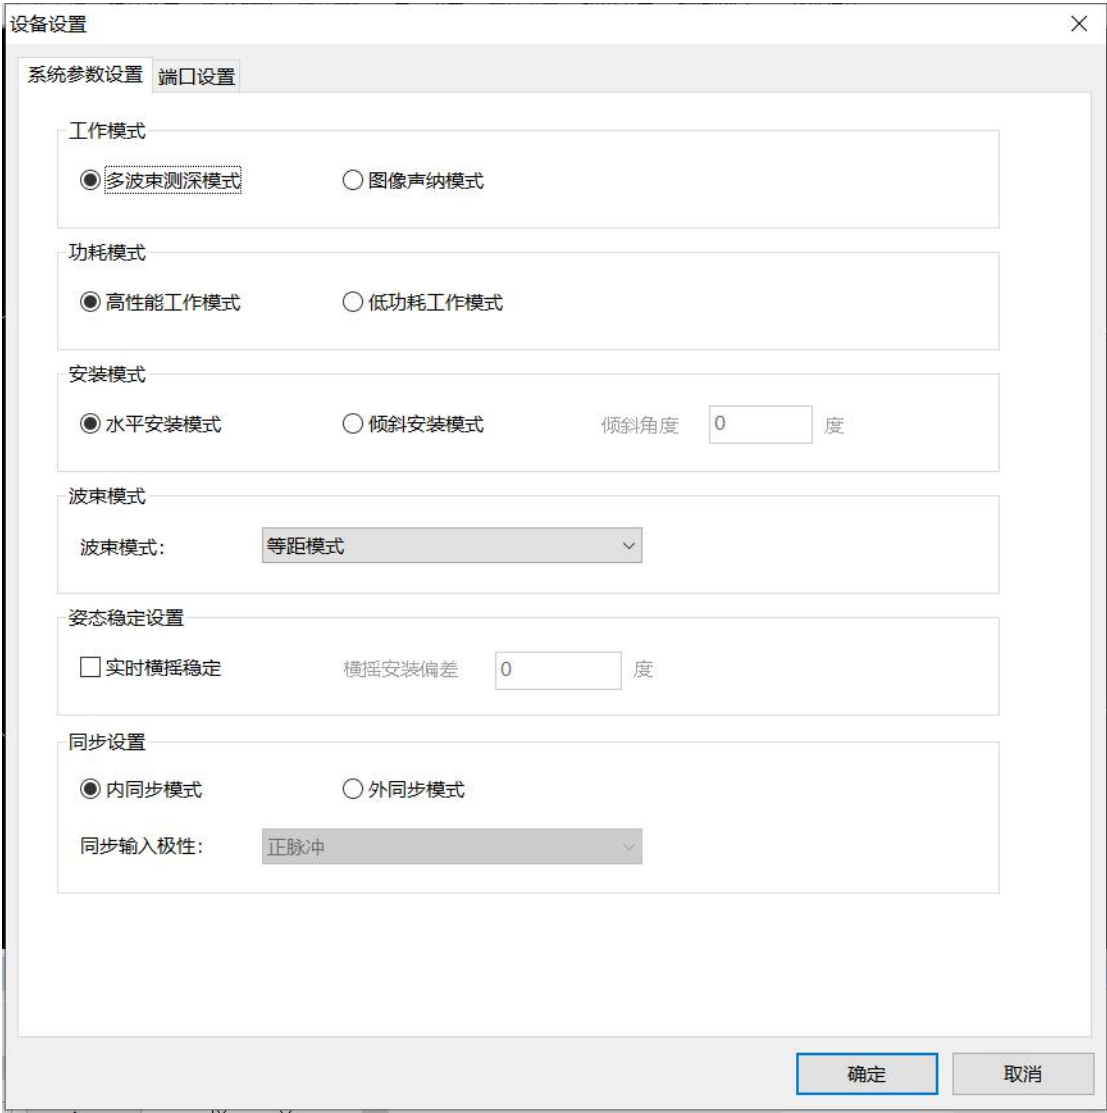 设备设置
系统参数设置 端口设置
工作模式
多波束测深模式 图像声纳模式
功耗模式
高性能工作模式 低功耗工作模式
安装模式
水平安装模式 倾斜安装模式 倾斜角度 0 度
波束模式
波束模式: 等距模式
姿态稳定设置
实时横摇稳定 横摇安装偏差 0 度
同步设置
内同步模式 外同步模式
同步输入极性: 正脉冲
确定 取消